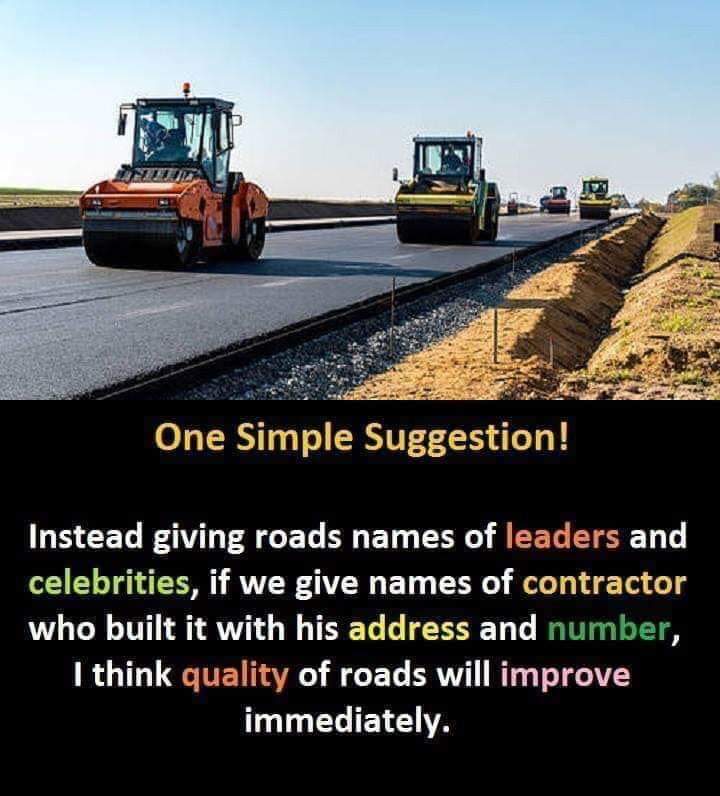 One Simple Suggestion!
Instead giving roads names of leaders and
celebrities, if we give names of contractor
who built it with his address and number,
I think quality of roads will improve
immediately.